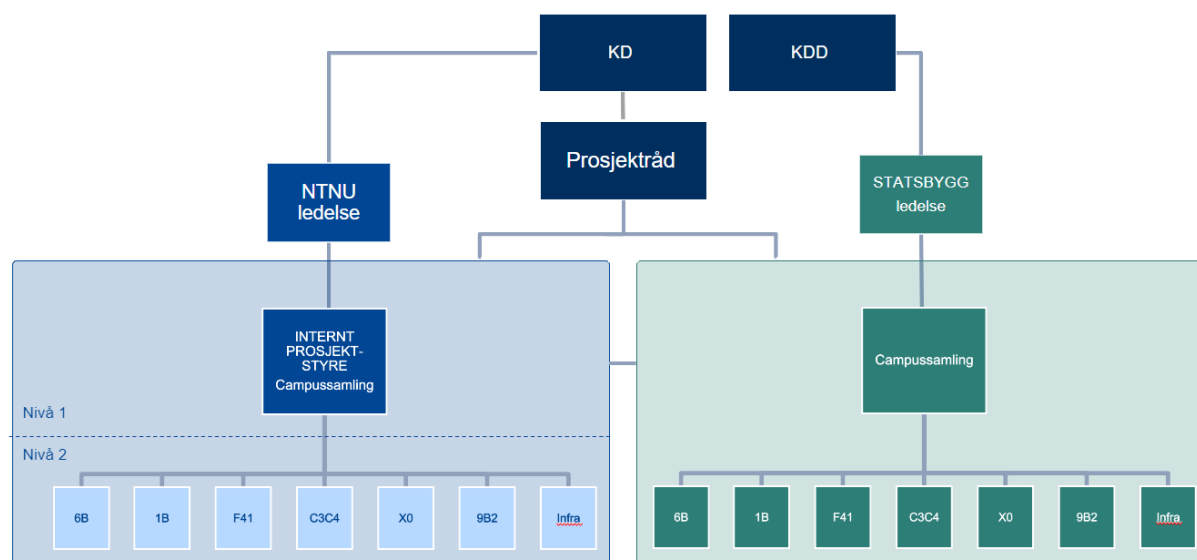 KD
KDD
Prosjektråd
NTNU
ledelse
STATSBYGG
ledelse
INTERNT
PROSJEKT-
STYRE
Campussamling
Campussamling
Nivå 1
Nivå 2
6B
1B
F41
C3C4
X0
9B2
Infra
6B
1B
F41
C3C4
X0
9B2
Infra